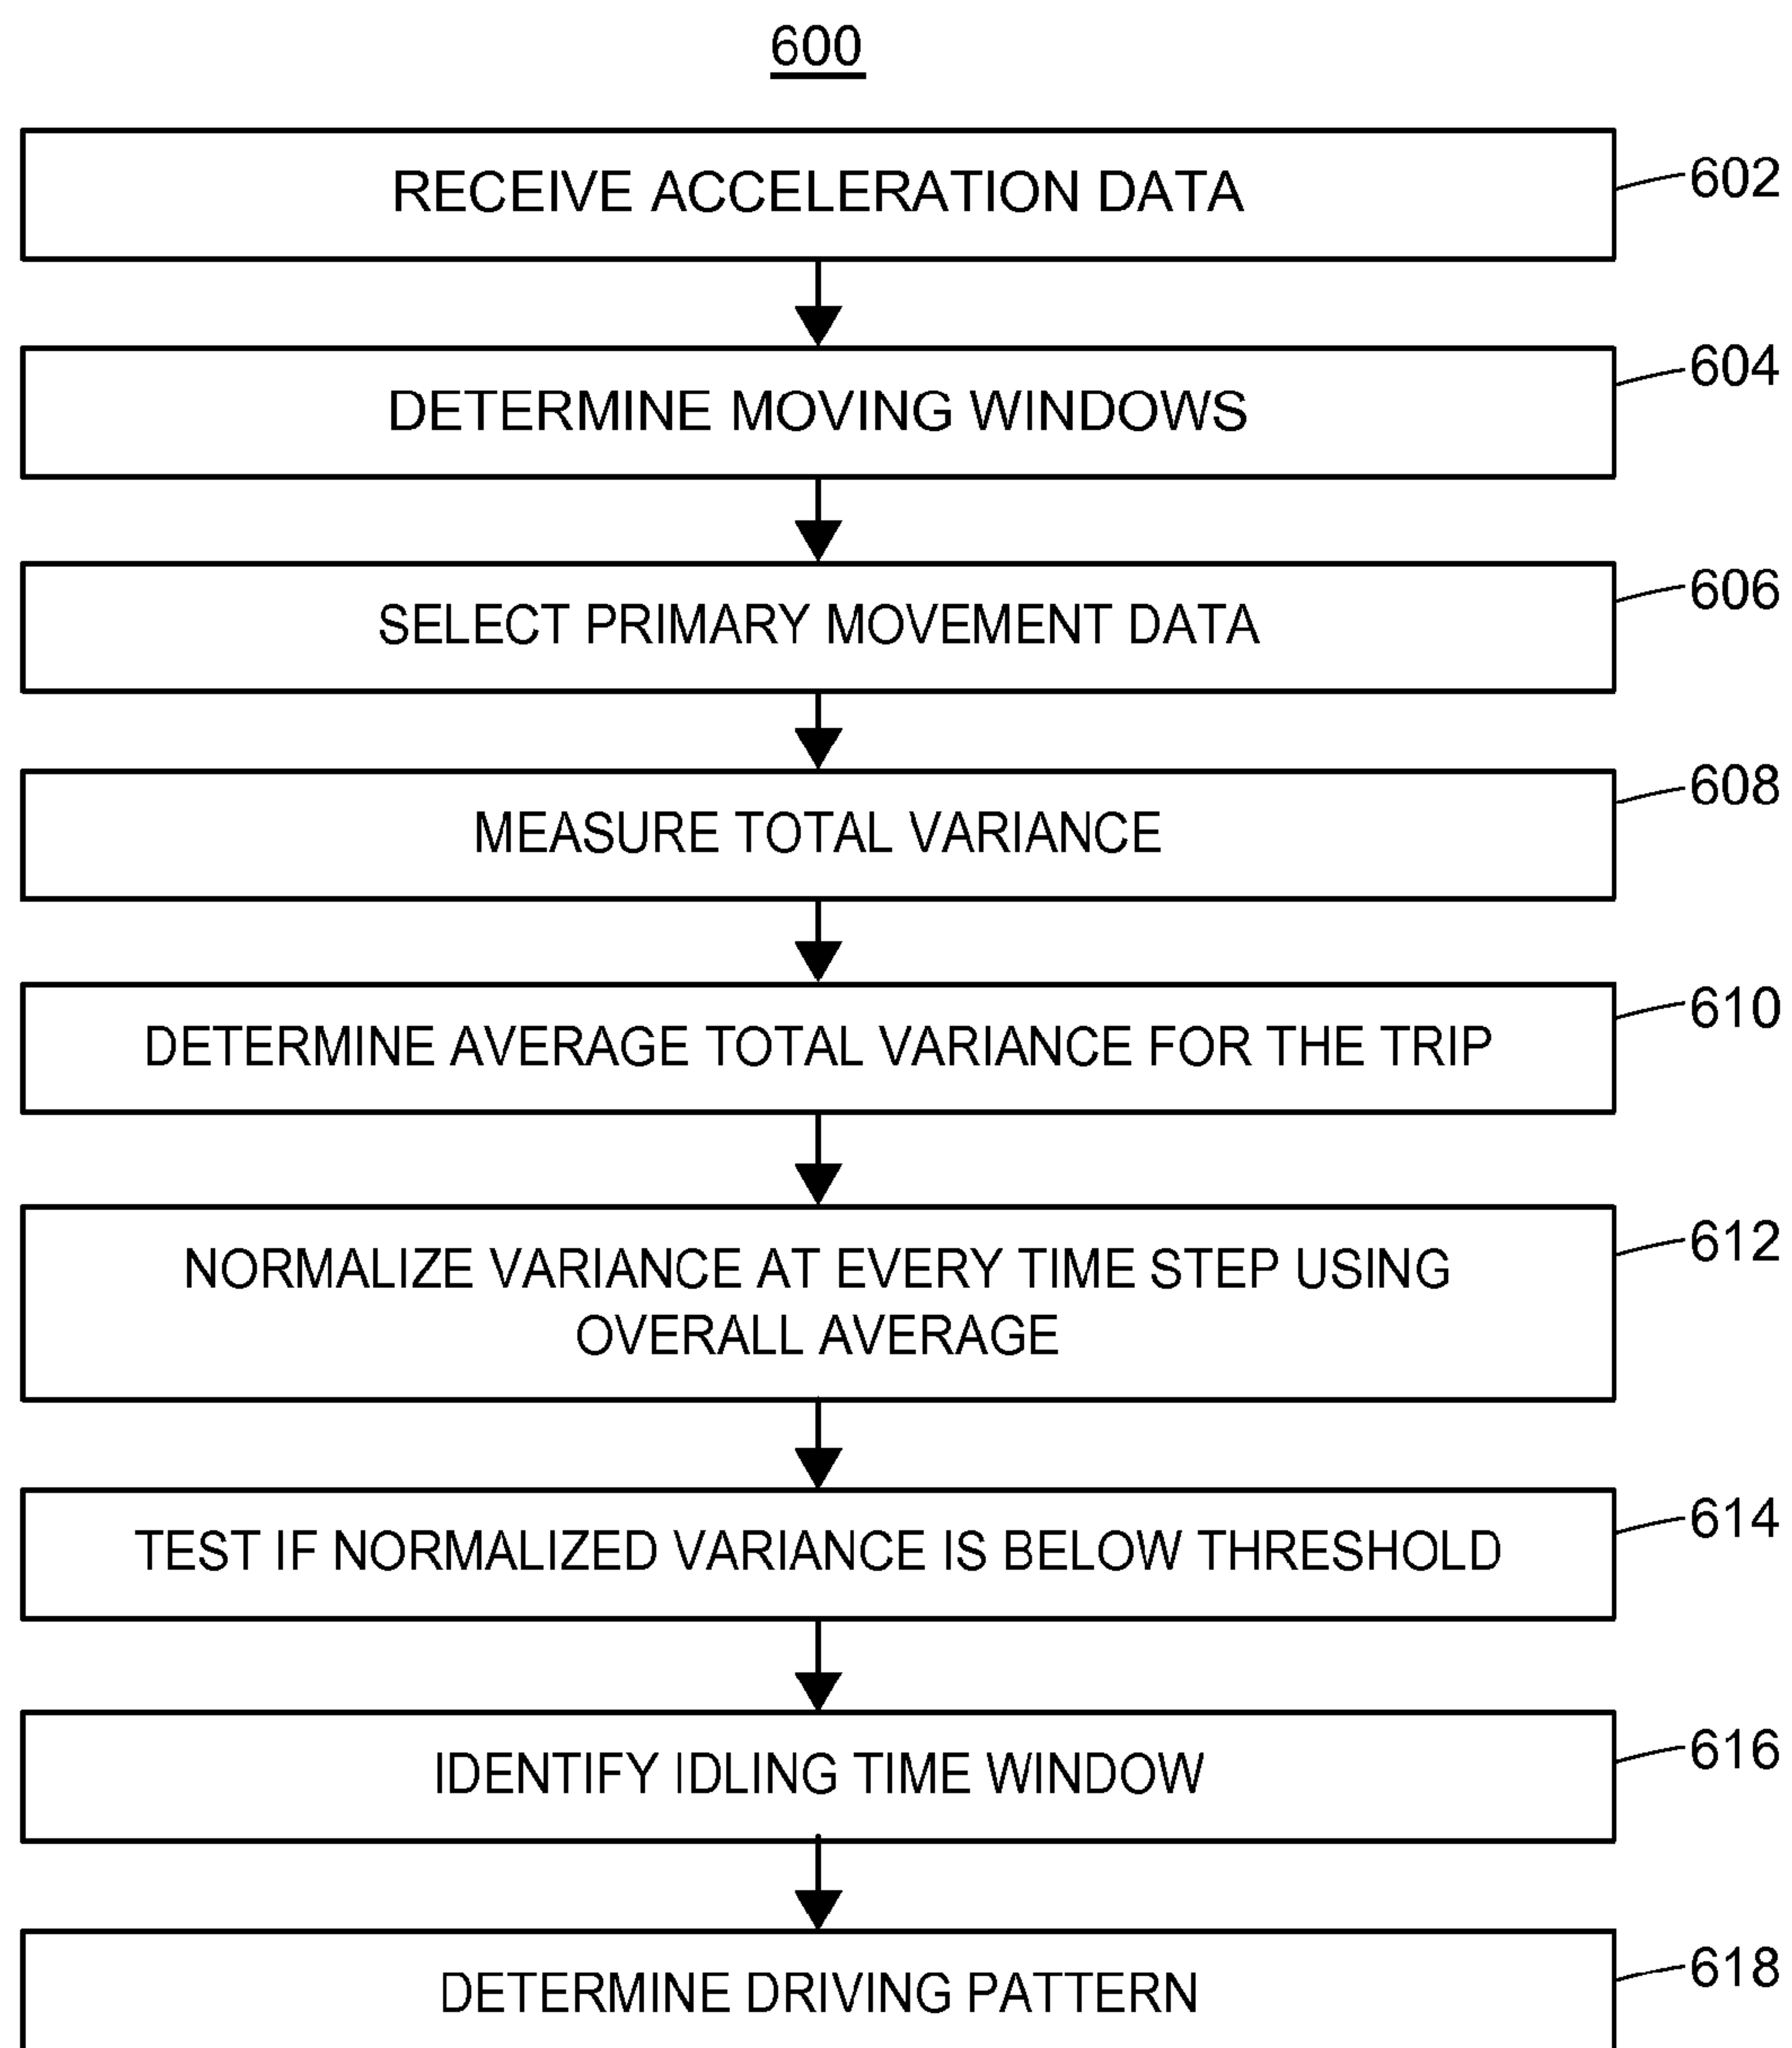 600
RECEIVE ACCELERATION DATA
602
DETERMINE MOVING WINDOWS
604
SELECT PRIMARY MOVEMENT DATA
606
MEASURE TOTAL VARIANCE
608
DETERMINE AVERAGE TOTAL VARIANCE FOR THE TRIP
610
NORMALIZE VARIANCE AT EVERY TIME STEP USING
OVERALL AVERAGE
612
TEST IF NORMALIZED VARIANCE IS BELOW THRESHOLD
614
IDENTIFY IDLING TIME WINDOW
616
DETERMINE DRIVING PATTERN
618